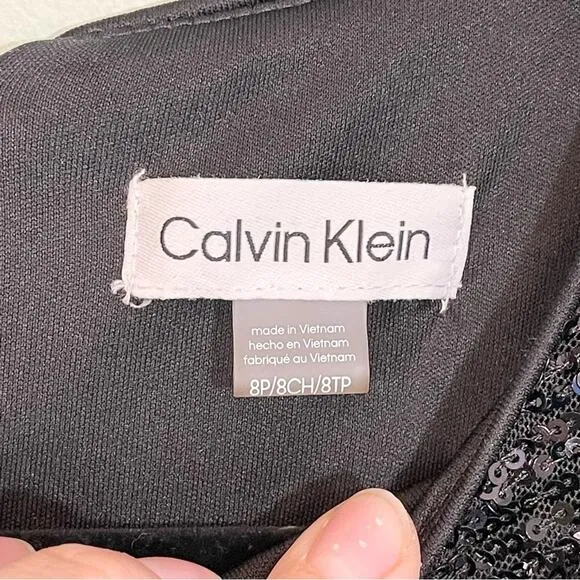 Calvin Klein
made in Vietnam
hecho en Vietnam
fabriqué au Vietnam
8P/8CH/8TP